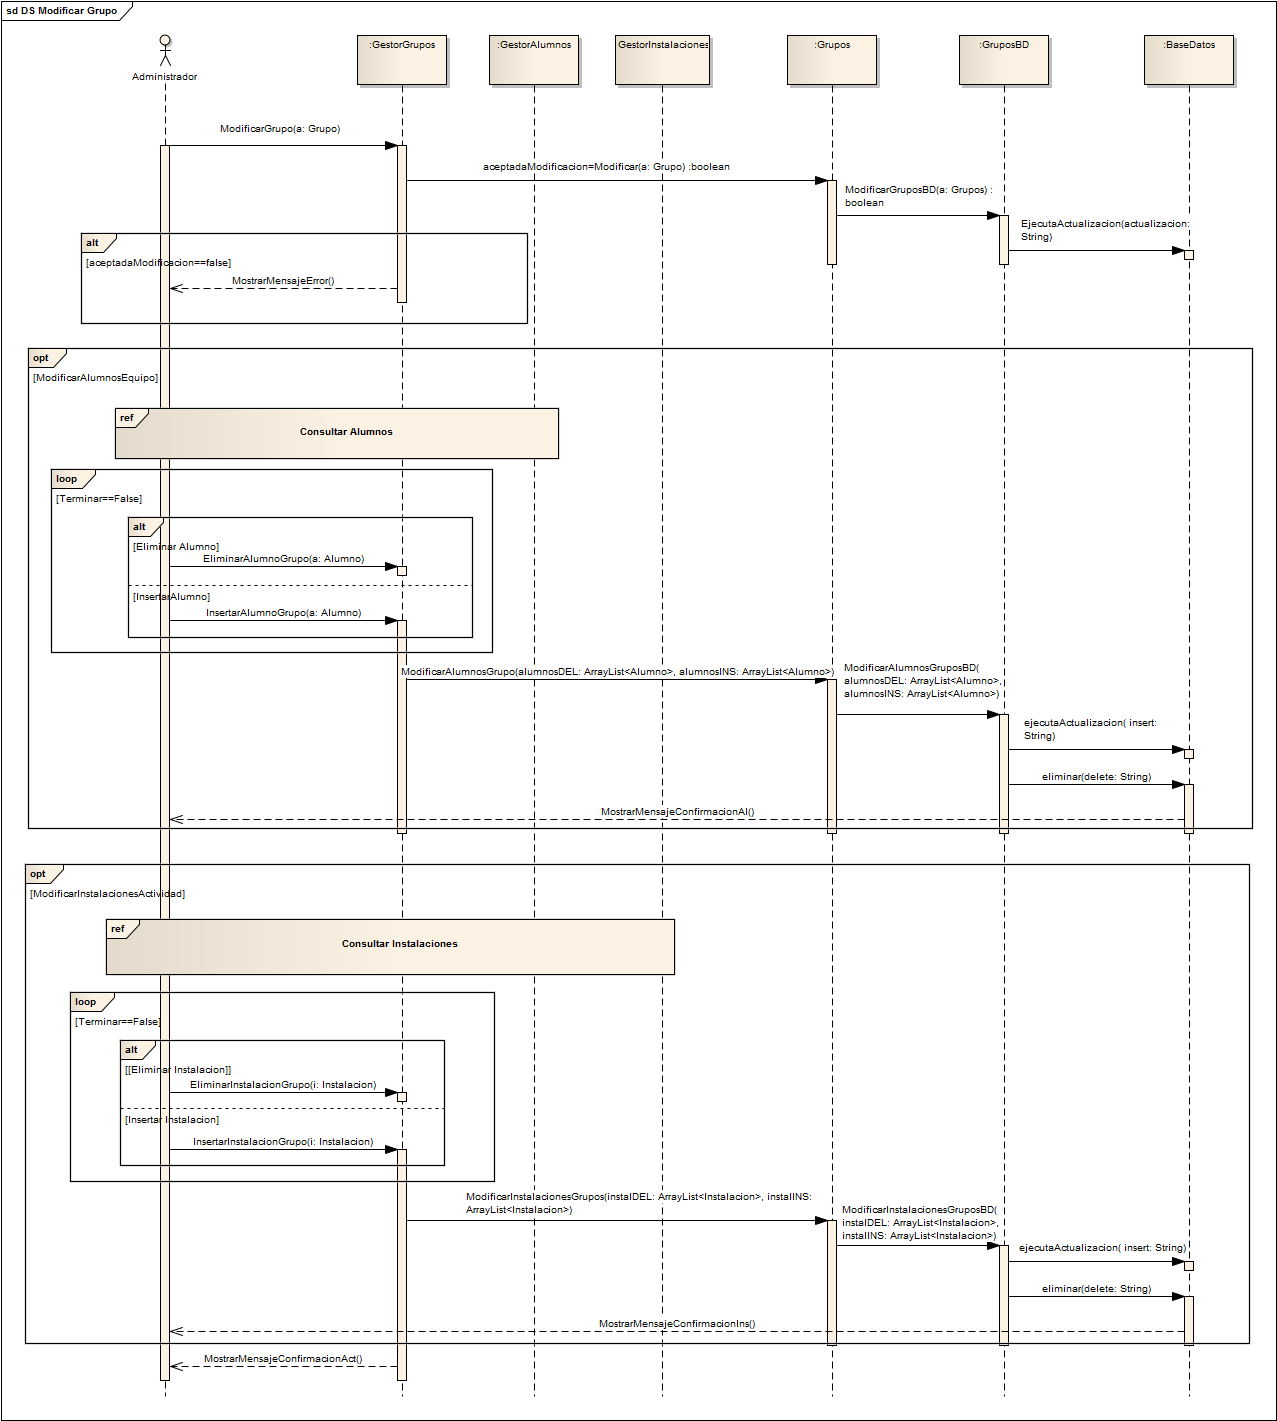 sd DS Modificar Grupo
Administrador
:GestorGrupos
:GestorAlumnos
GestorInstalaciones
:Grupos
:GruposBD
:BaseDatos
ModificarGrupo(a: Grupo)
aceptadaModificacion=Modificar(a: Grupo) :boolean
ModificarGruposBD(a: Grupos) :
boolean
EjecutaActualizacion(actualizacion:
String)
alt
[aceptadaModificacion==false]
MostrarMensajeError()
opt
[ModificarAlumnosEquipo]
ref
Consultar Alumnos
loop
[Terminar==False]
alt
[Eliminar Alumno]
EliminarAlumnoGrupo(a: Alumno)
[InsertarAlumno]
InsertarAlumnoGrupo(a: Alumno)
ModificarAlumnosGrupo(alumnosDEL: ArrayList<Alumno>, alumnosINS: ArrayList<Alumno>)
ModificarAlumnosGruposBD(
alumnosDEL: ArrayList<Alumno>,
alumnosINS: ArrayList<Alumno>)
ejecutaActualizacion( insert:
String)
eliminar(delete: String)
MostrarMensajeConfirmacionAl()
opt
[ModificarInstalacionesActividad]
ref
Consultar Instalaciones
loop
[Terminar==False]
alt
[[Eliminar Instalacion]]
EliminarInstalacionGrupo(i: Instalacion)
[Insertar Instalacion]
InsertarInstalacionGrupo(i: Instalacion)
ModificarInstalacionesGrupos(instalDEL: ArrayList<Instalacion>, instalINS:
ArrayList<Instalacion>)
ModificarInstalacionesGruposBD(
instalDEL: ArrayList<Instalacion>,
instalINS: ArrayList<Instalacion>)
ejecutaActualizacion( insert: String)
eliminar(delete: String)
MostrarMensajeConfirmacionIns()
MostrarMensajeConfirmacionAct()